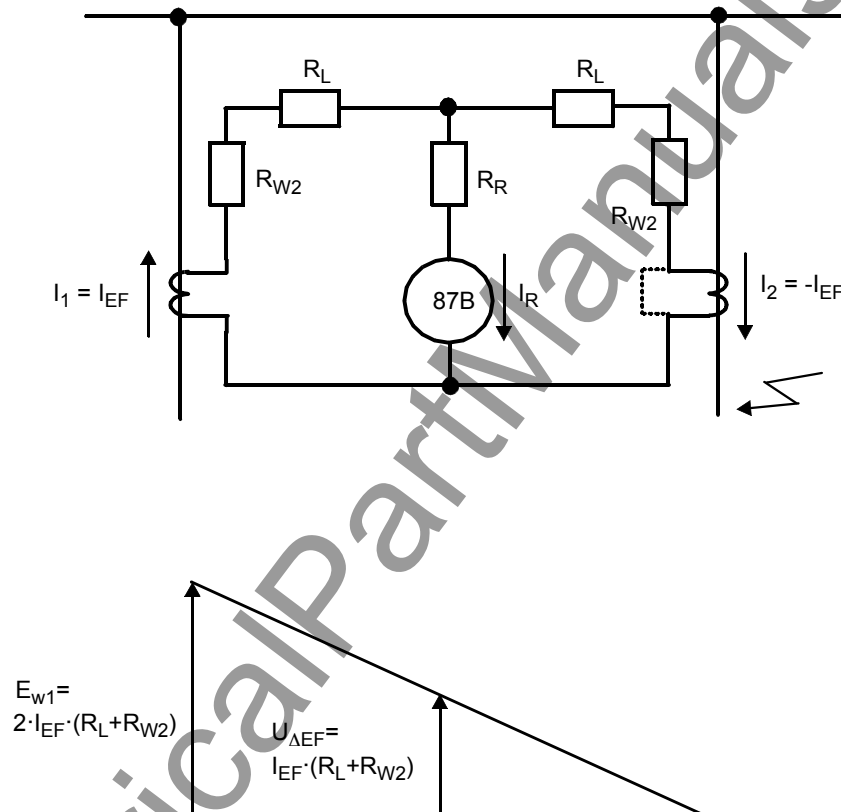 R_L R_L
R_W2 R_R R_W2
I_1 = I_EF 87B I_R I_2 = -I_EF
E_w1=
2·I_EF·(R_L+R_W2)
U_ΔEF=
I_EF·(R_L+R_W2)
icalPartManuals